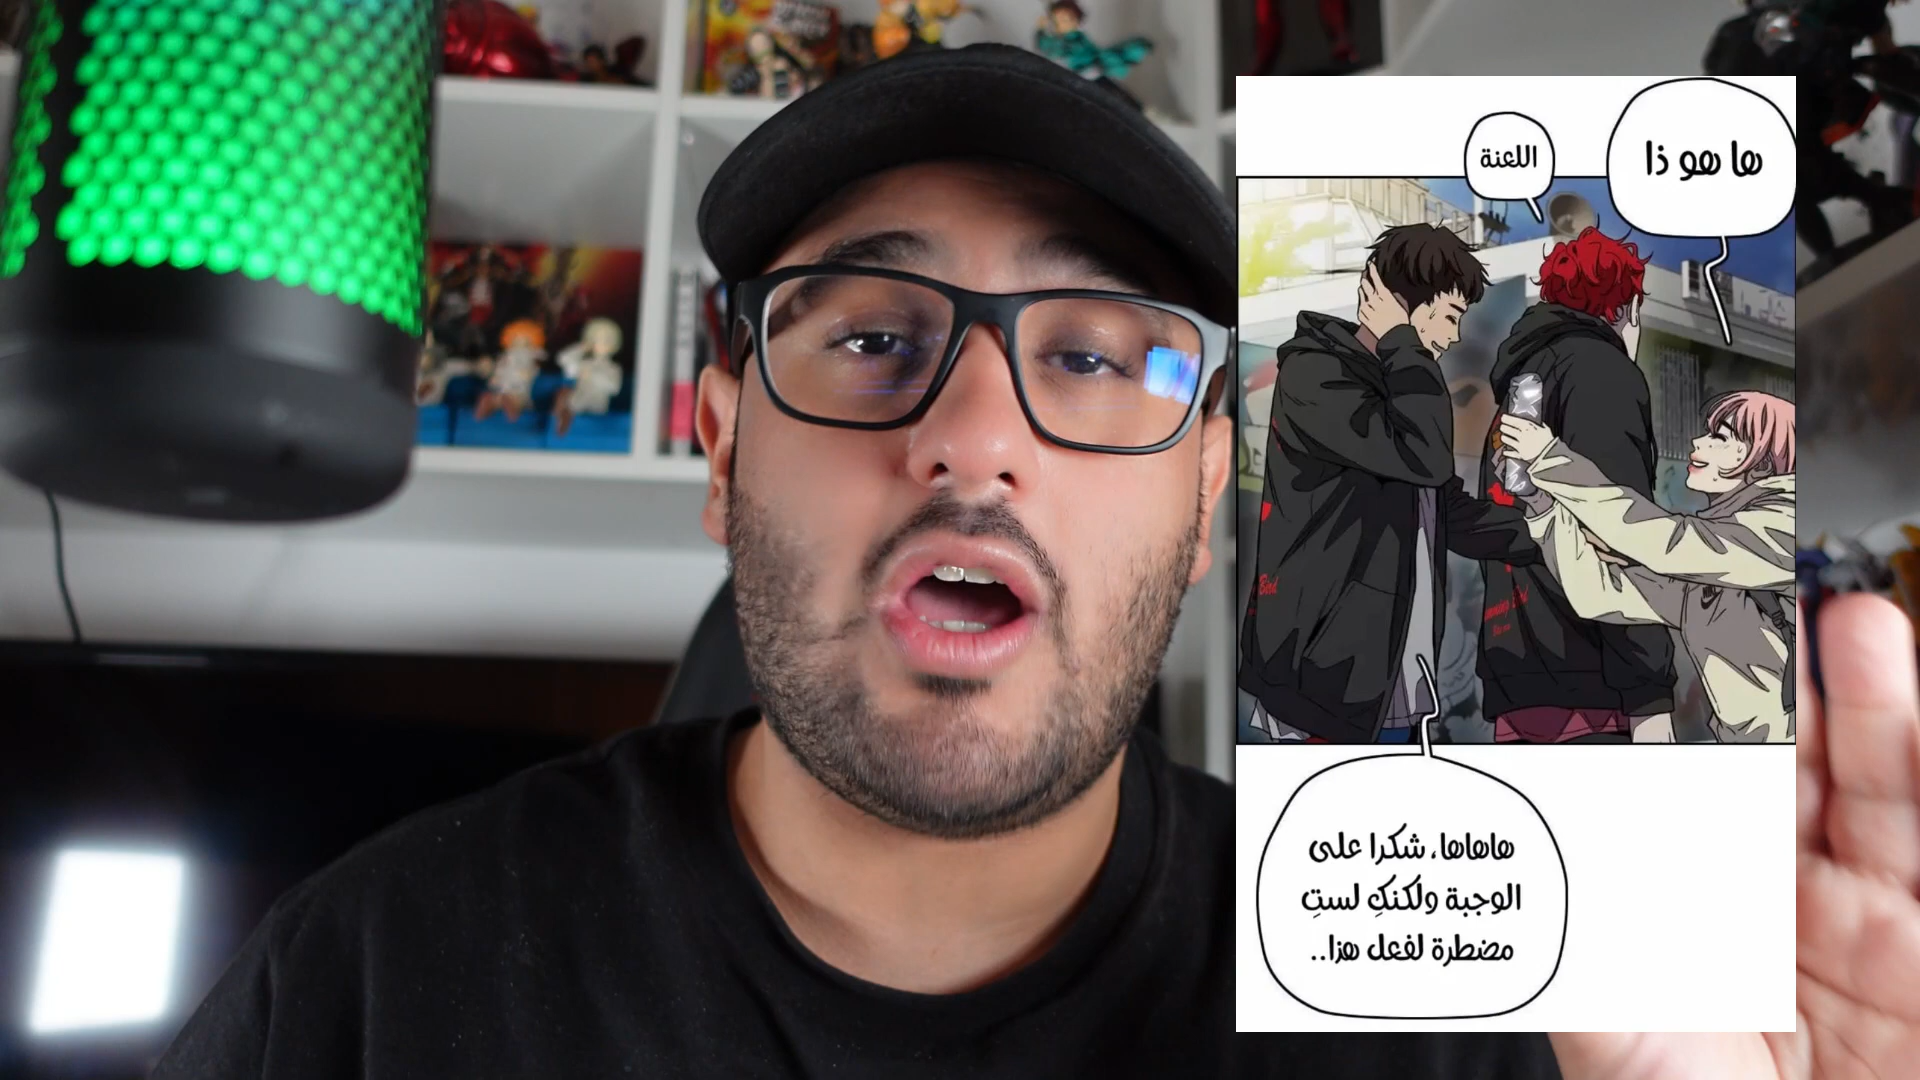 ها هو ذا
اللعنة
هاهاها، شكرا على
الوجبة ولكنكِ لستِ
مضطرة لفعل هذا..